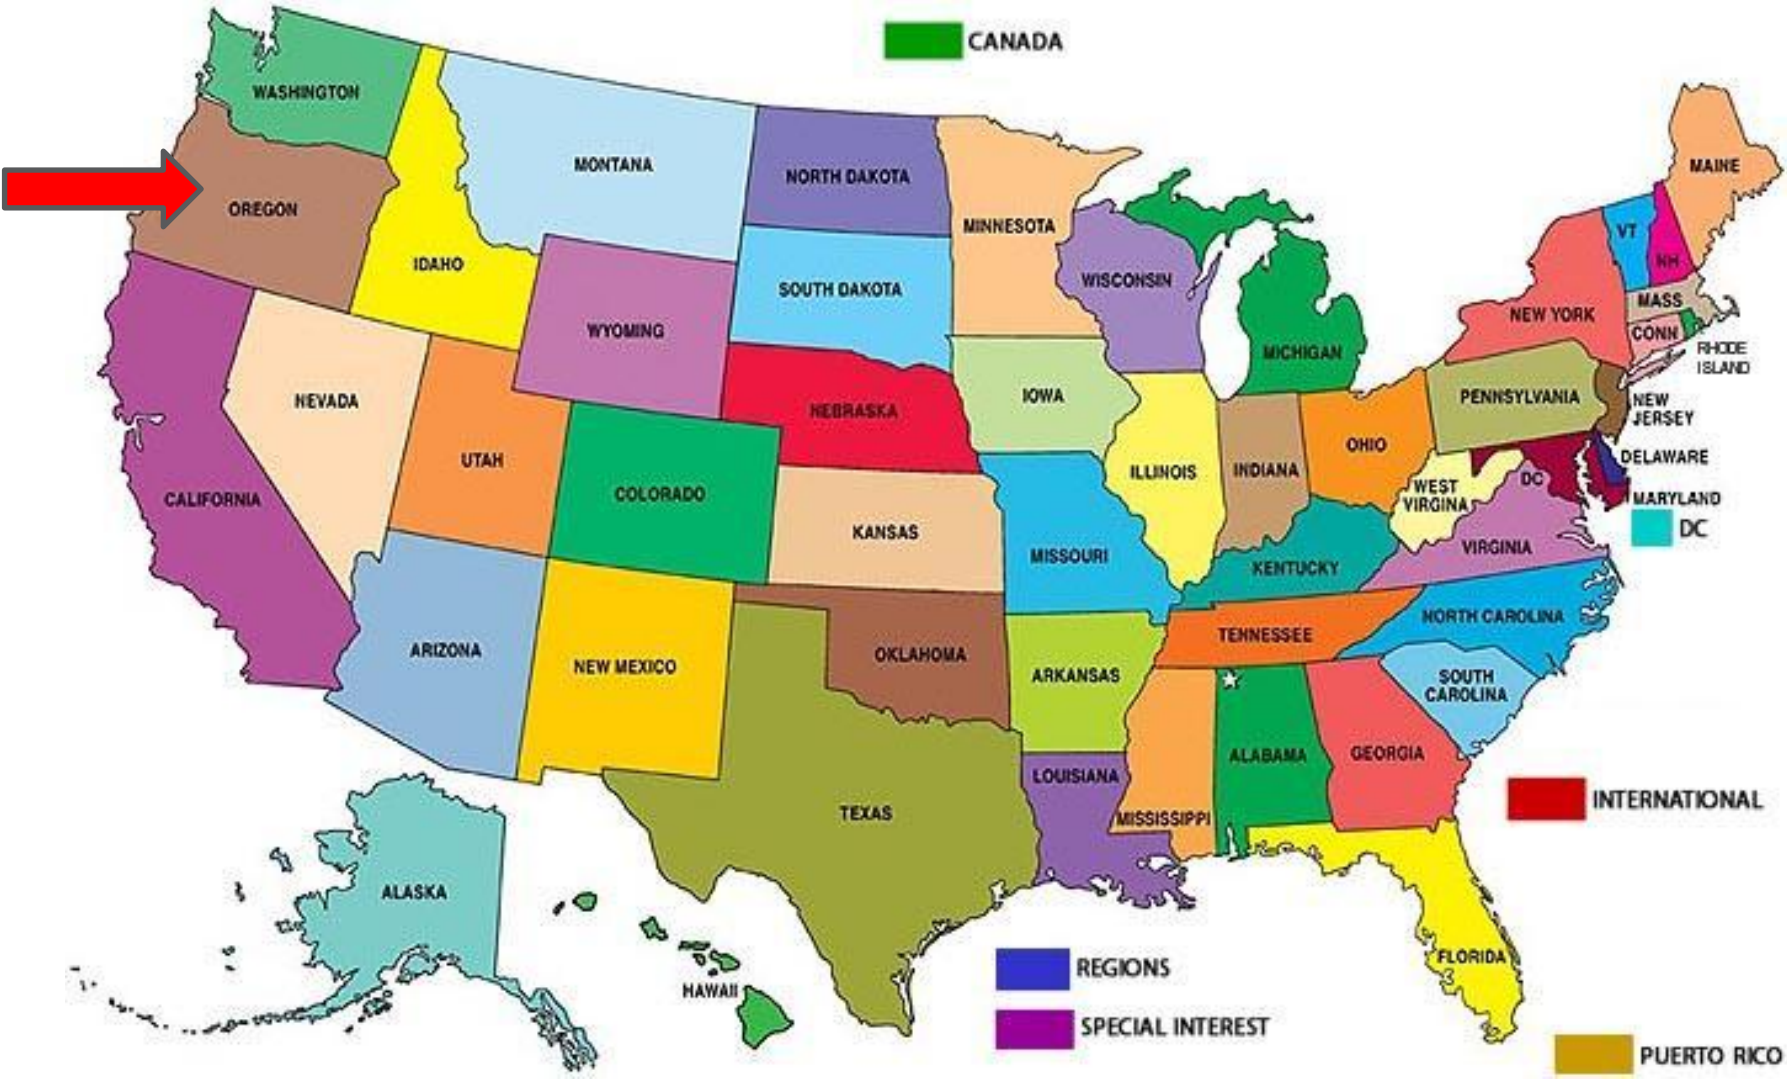 CANADA
WASHINGTON
MONTANA
NORTH DAKOTA
MINNESOTA
MAINE
OREGON
IDAHO
VT
NH
WISCONSIN
SOUTH DAKOTA
WYOMING
MASS
NEW YORK
CONN
RHODE
ISLAND
MICHIGAN
NEVADA
NEBRASKA
IOWA
PENNSYLVANIA
NEW
JERSEY
UTAH
COLORADO
ILLINOIS
INDIANA
OHIO
DELAWARE
CALIFORNIA
WEST
VIRGINA
DC
MARYLAND
DC
KANSAS
MISSOURI
KENTUCKY
VIRGINIA
ARIZONA
NEW MEXICO
OKLAHOMA
ARKANSAS
TENNESSEE
NORTH CAROLINA
SOUTH
CAROLINA
TEXAS
LOUISIANA
MISSISSIPPI
ALABAMA
GEORGIA
INTERNATIONAL
ALASKA
HAWAII
FLORIDA
REGIONS
SPECIAL INTEREST
PUERTO RICO